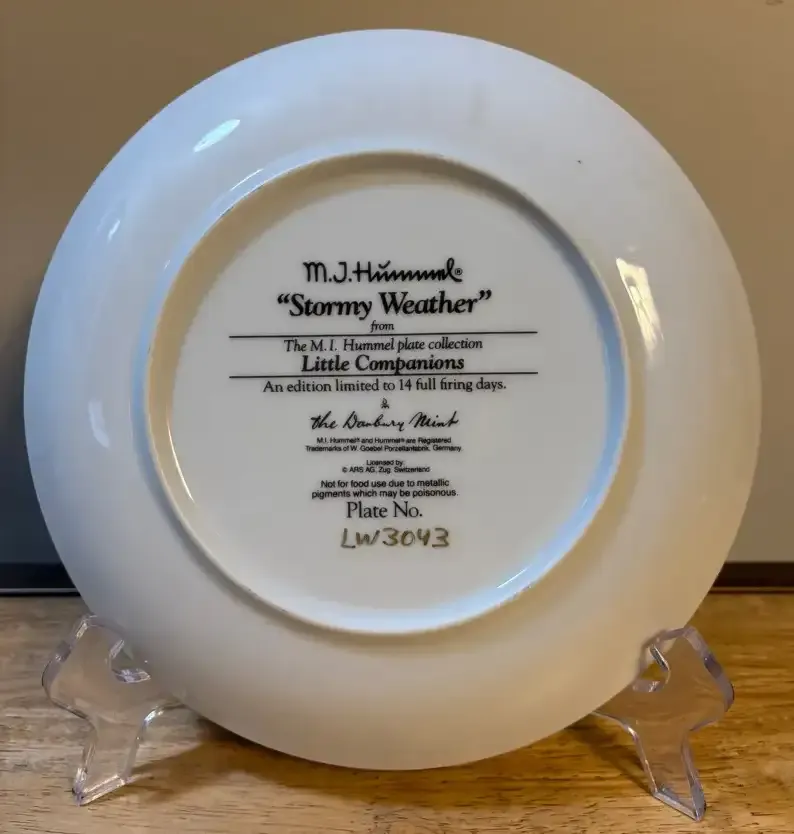 M.J.Hummel®
“Stormy Weather”
from
The M.I. Hummel plate collection
Little Companions
An edition limited to 14 full firing days.
&
the Danbury Mint
M.I. Hummel® and Hummel® are Registered
Trademarks of W. Goebel Porzellanfabrik, Germany.
Licensed by
© ARS AG, Zug Switzerland
Not for food use due to metallic
pigments which may be poisonous.
Plate No.
LW3043